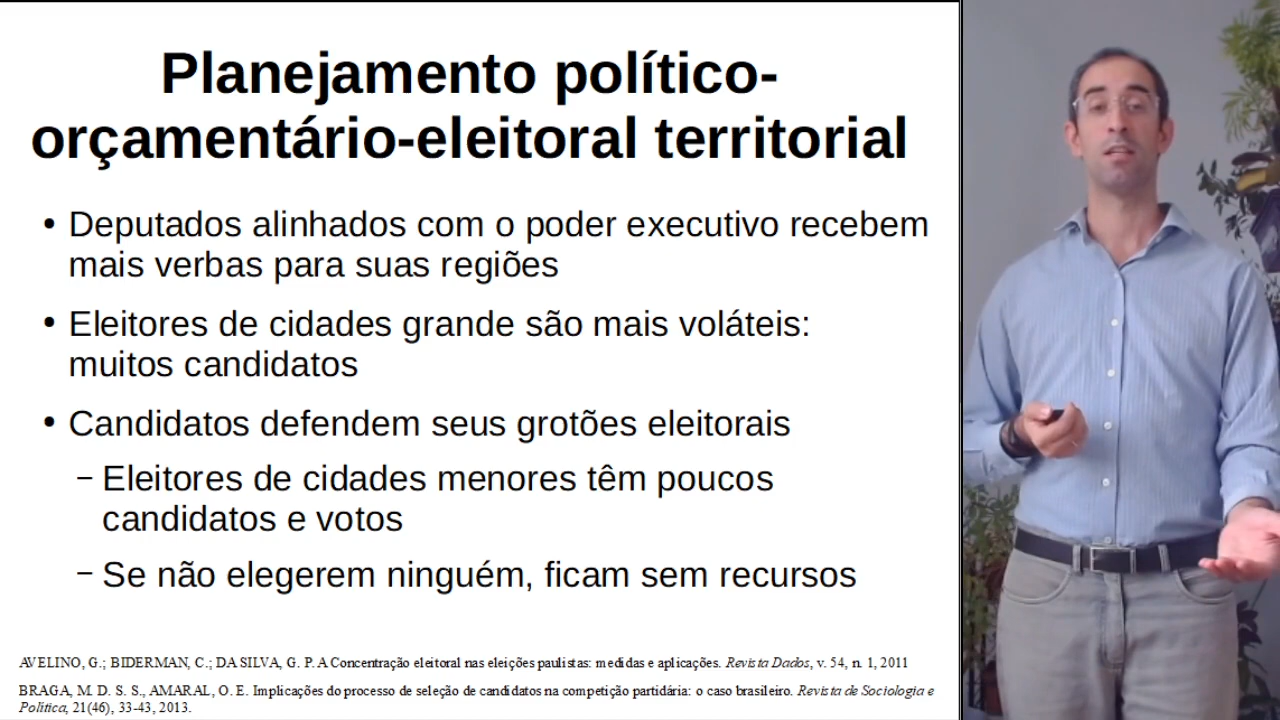 Planejamento político-
orçamentário-eleitoral territorial
• Deputados alinhados com o poder executivo recebem
mais verbas para suas regiões
• Eleitores de cidades grande são mais voláteis:
muitos candidatos
• Candidatos defendem seus grotões eleitorais
– Eleitores de cidades menores têm poucos
candidatos e votos
– Se não elegerem ninguém, ficam sem recursos
AVELINO, G.; BIDERMAN, C.; DA SILVA, G. P. A Concentração eleitoral nas eleições paulistas: medidas e aplicações. Revista Dados, v. 54, n. 1, 2011
BRAGA, M. D. S. S., AMARAL, O. E. Implicações do processo de seleção de candidatos na competição partidária: o caso brasileiro. Revista de Sociologia e
Política, 21(46), 33-43, 2013.